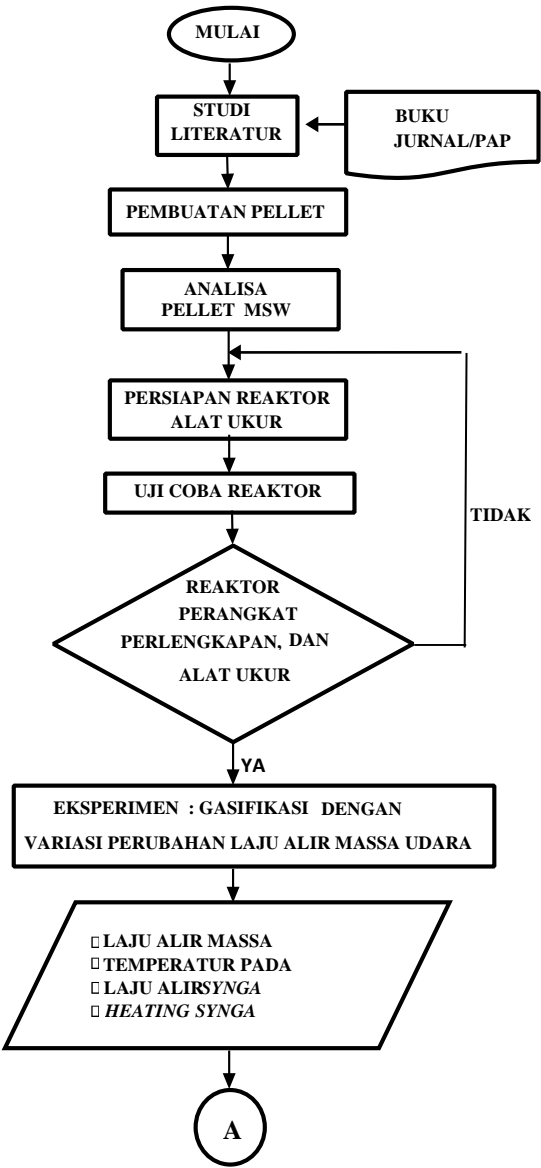 MULAI
STUDI
LITERATUR
BUKU
JURNAL/PAP
PEMBUATAN PELLET
ANALISA
PELLET MSW
PERSIAPAN REAKTOR
ALAT UKUR
UJI COBA REAKTOR
TIDAK
REAKTOR
PERANGKAT
PERLENGKAPAN, DAN
ALAT UKUR
YA
EKSPERIMEN : GASIFIKASI DENGAN
VARIASI PERUBAHAN LAJU ALIR MASSA UDARA
▯ LAJU ALIR MASSA
▯ TEMPERATUR PADA
▯ LAJU ALIRSYNGA
▯ HEATING SYNGA
A